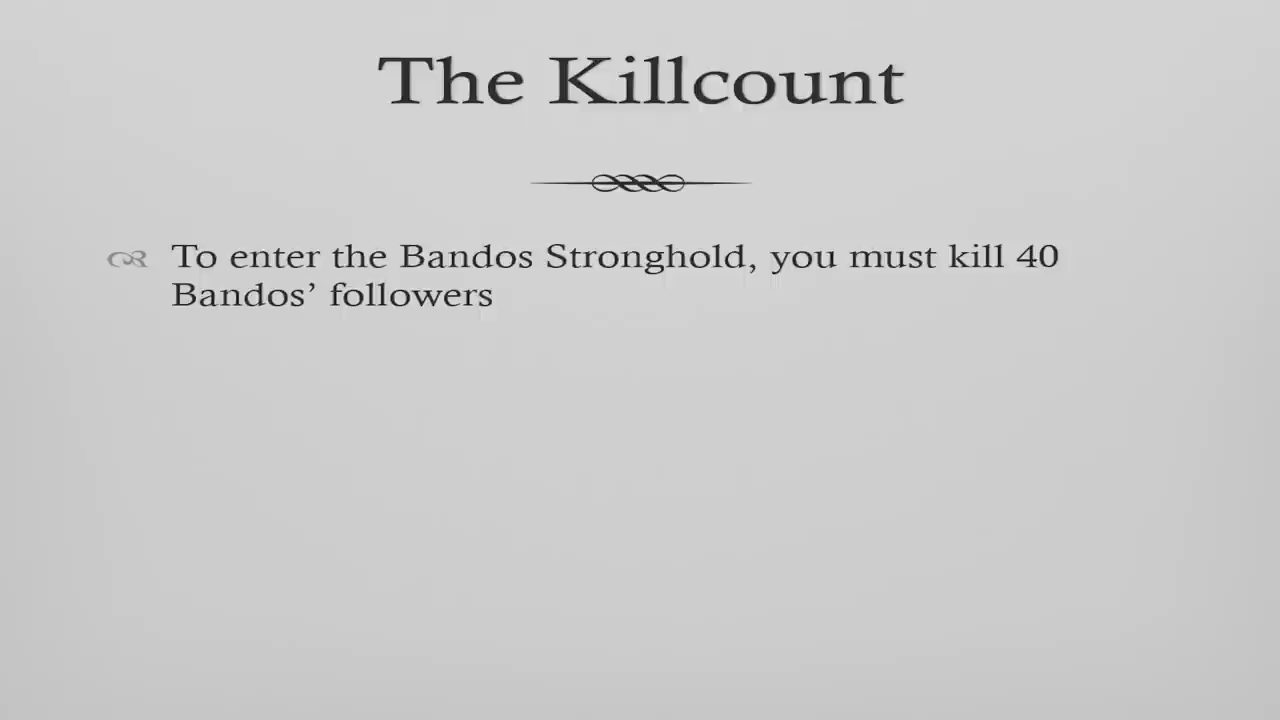 The Killcount
To enter the Bandos Stronghold, you must kill 40
Bandos’ followers